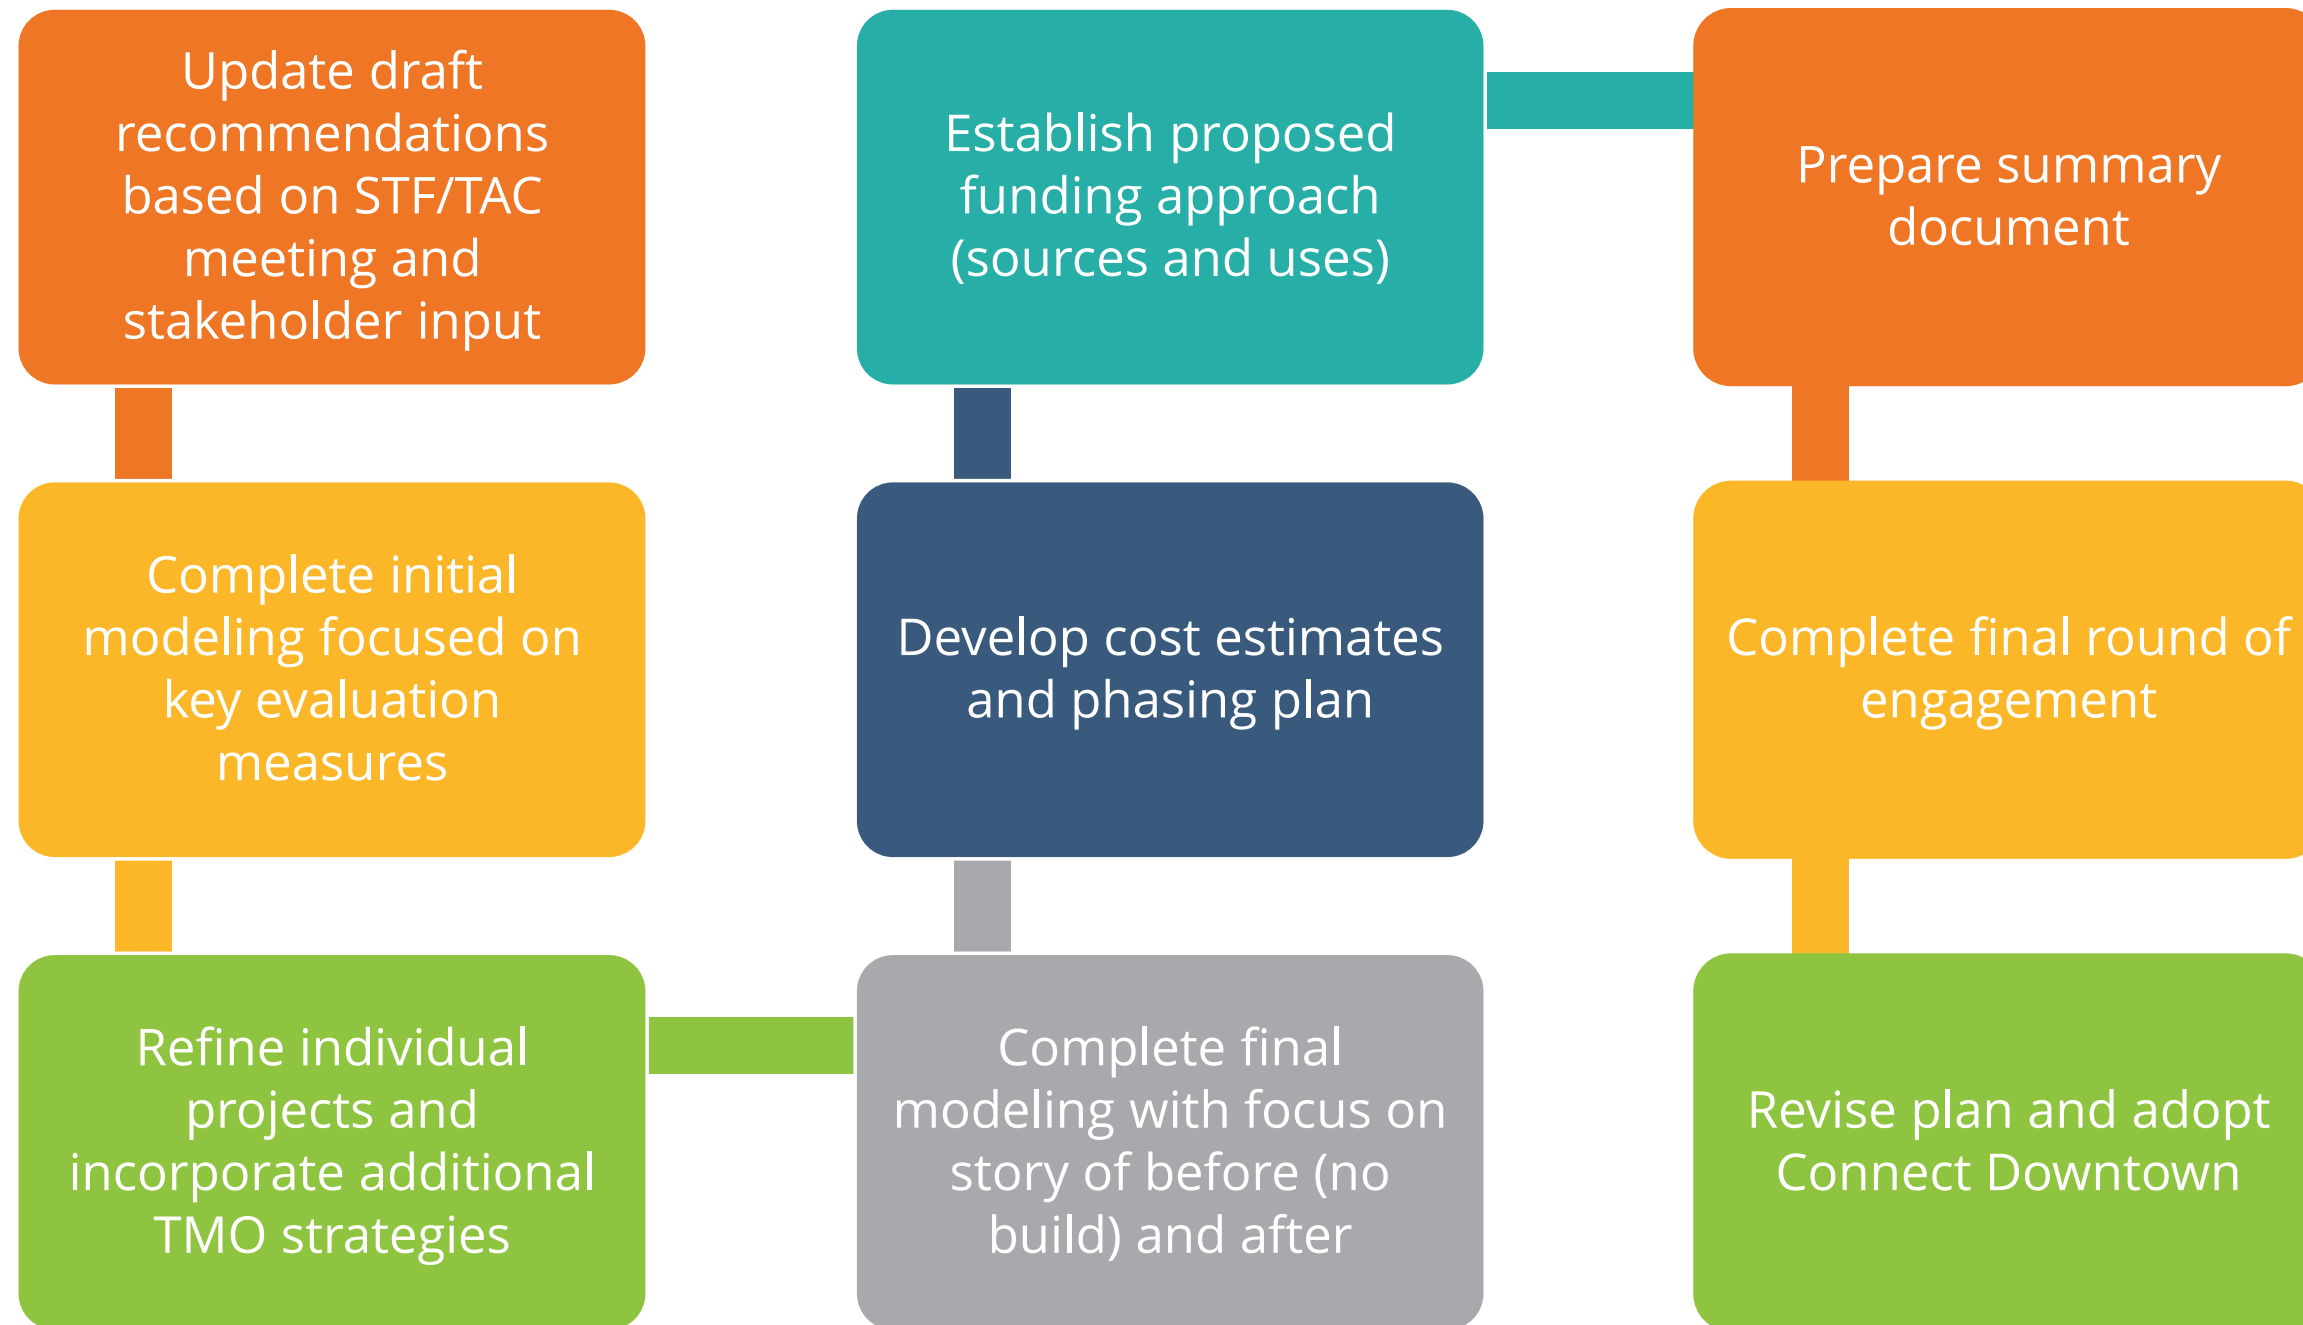 Update draft
recommendations
based on STF/TAC
meeting and
stakeholder input
Complete initial
modeling focused on
key evaluation
measures
Refine individual
projects and
incorporate additional
TMO strategies
Complete final
modeling with focus on
story of before (no
build) and after
Develop cost estimates
and phasing plan
Establish proposed
funding approach
(sources and uses)
Prepare summary
document
Complete final round of
engagement
Revise plan and adopt
Connect Downtown